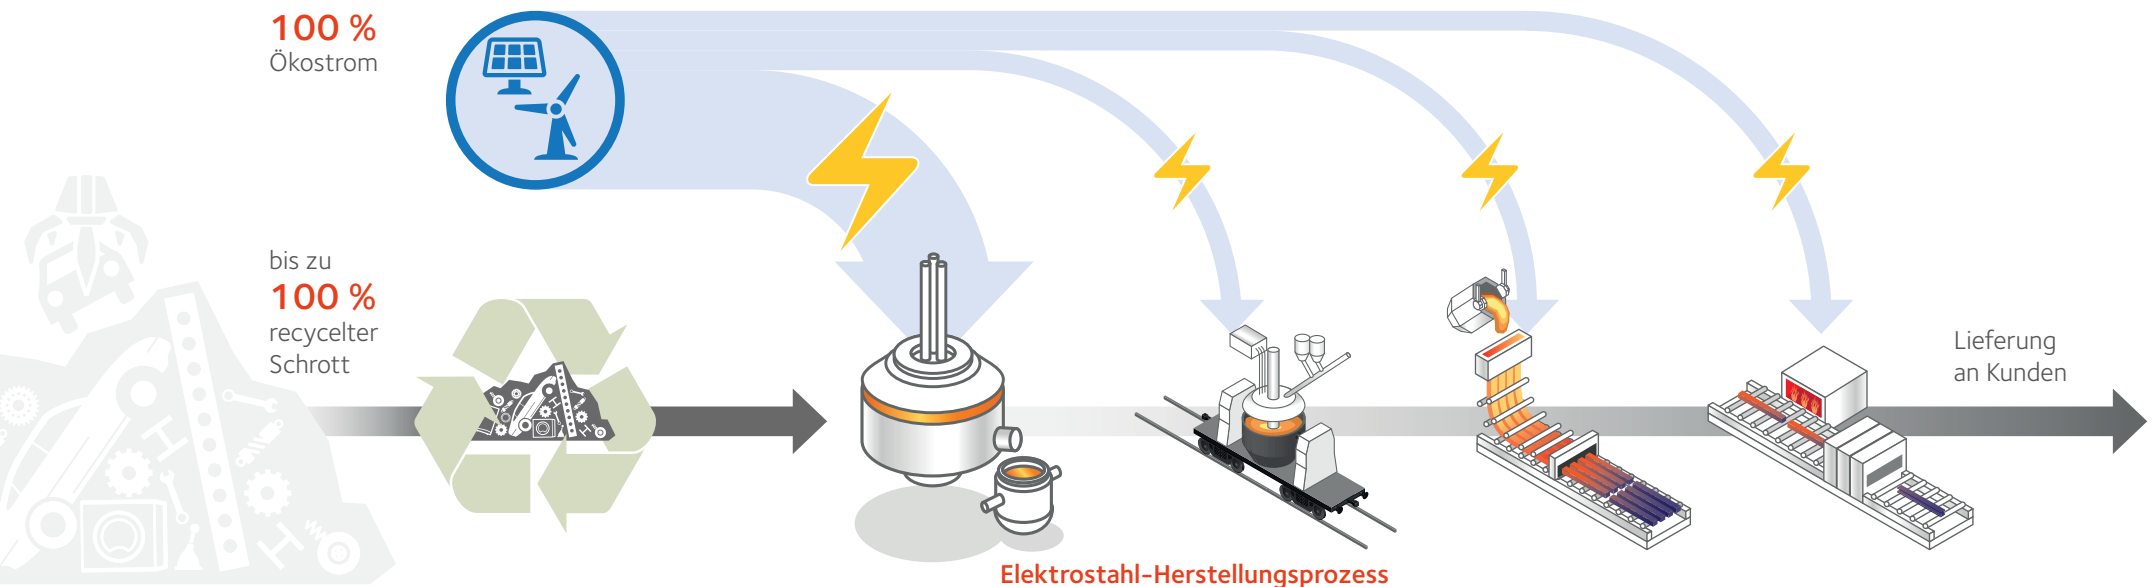 100 %
Ökostrom
bis zu
100 %
recycelter
Schrott
Lieferung
an Kunden
Elektrostahl-Herstellungsprozess